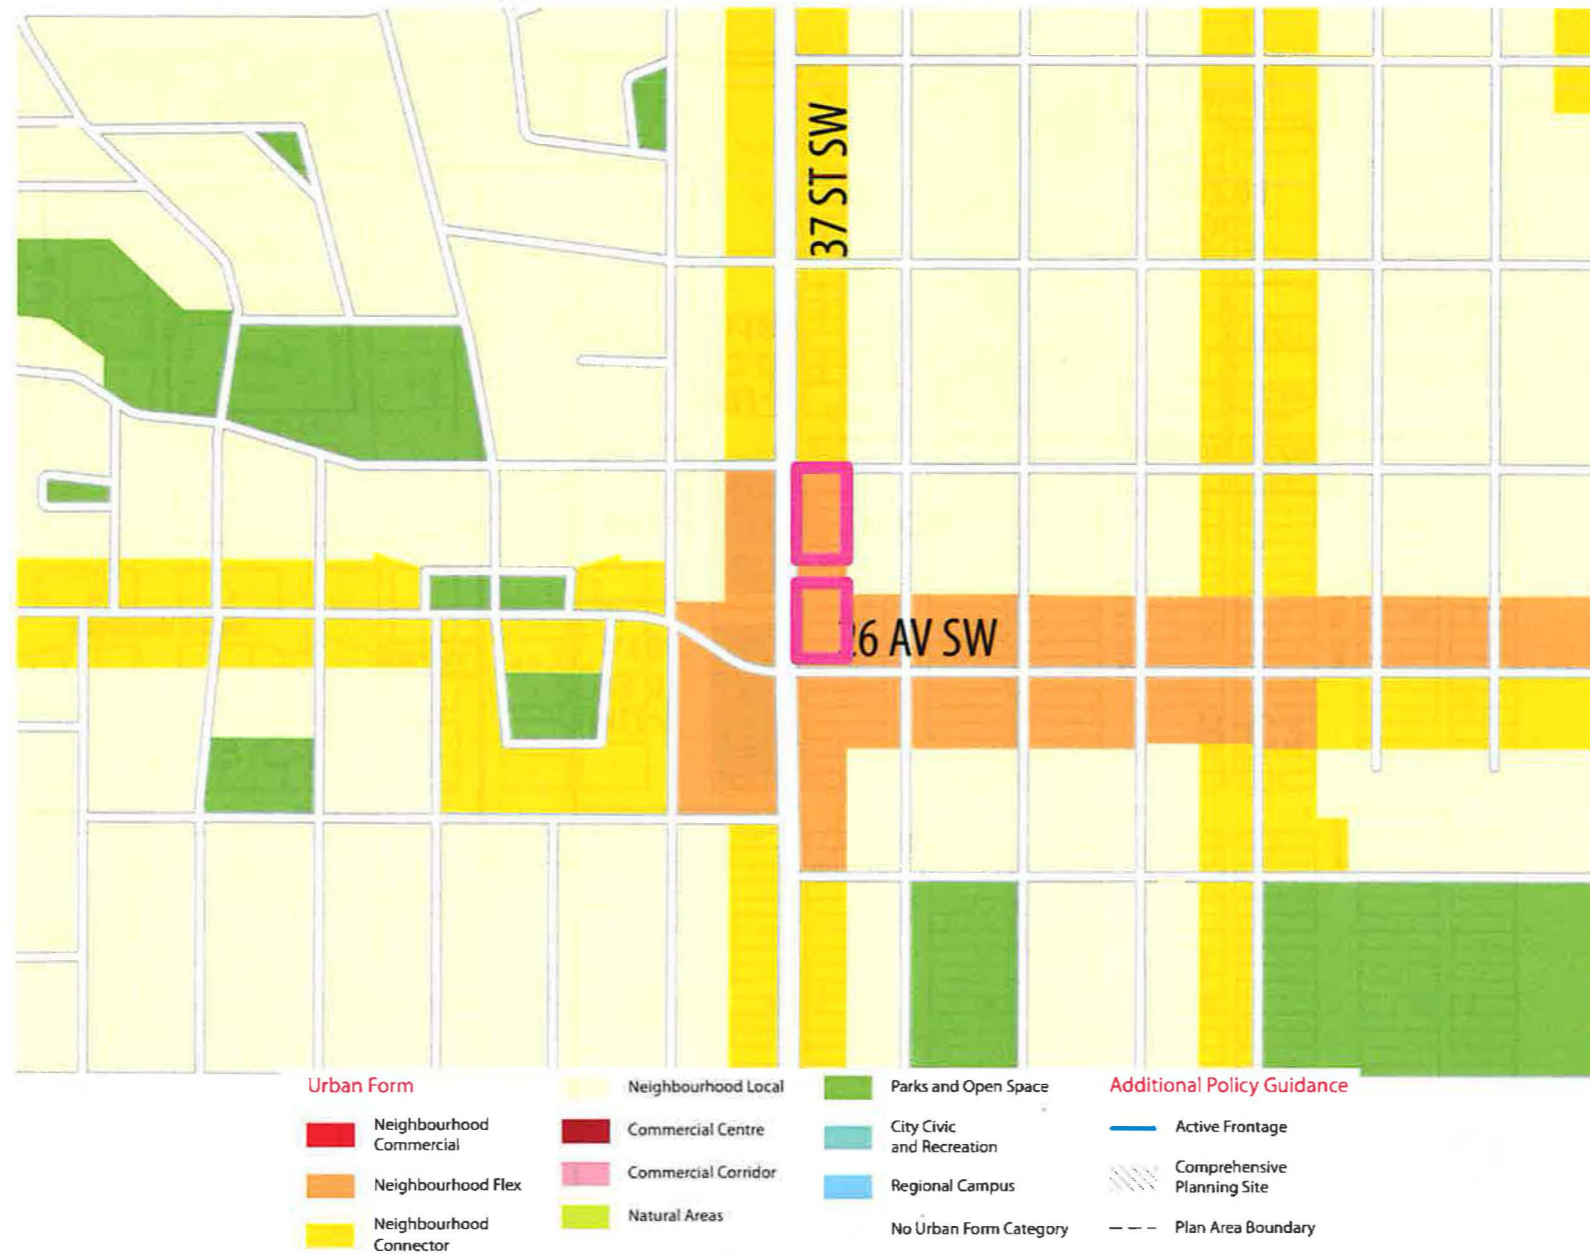 37 ST SW
26 AV SW
Urban Form
Neighbourhood
Commercial
Neighbourhood Flex
Neighbourhood
Connector
Neighbourhood Local
Commercial Centre
Commercial Corridor
Natural Areas
Parks and Open Space
City Civic
and Recreation
Regional Campus
No Urban Form Category
Additional Policy Guidance
Active Frontage
Comprehensive
Planning Site
Plan Area Boundary